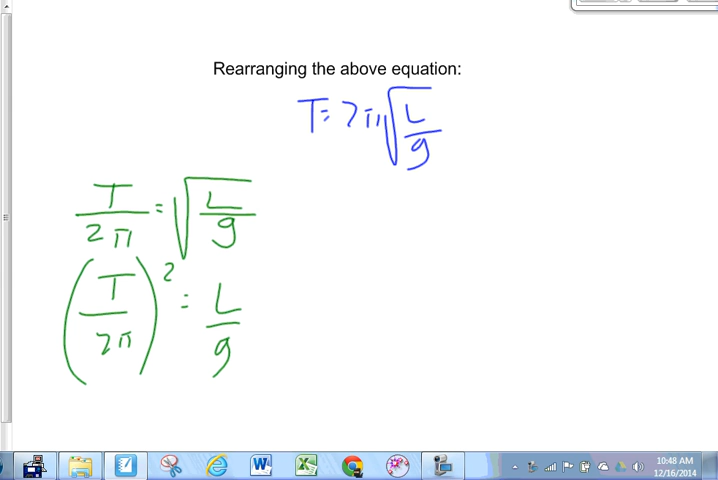 Rearranging the above equation:
T = 2π√(L/g)
T/2π = √(L/g)
(T/2π)² = L/g
10:48 AM
12/16/2014